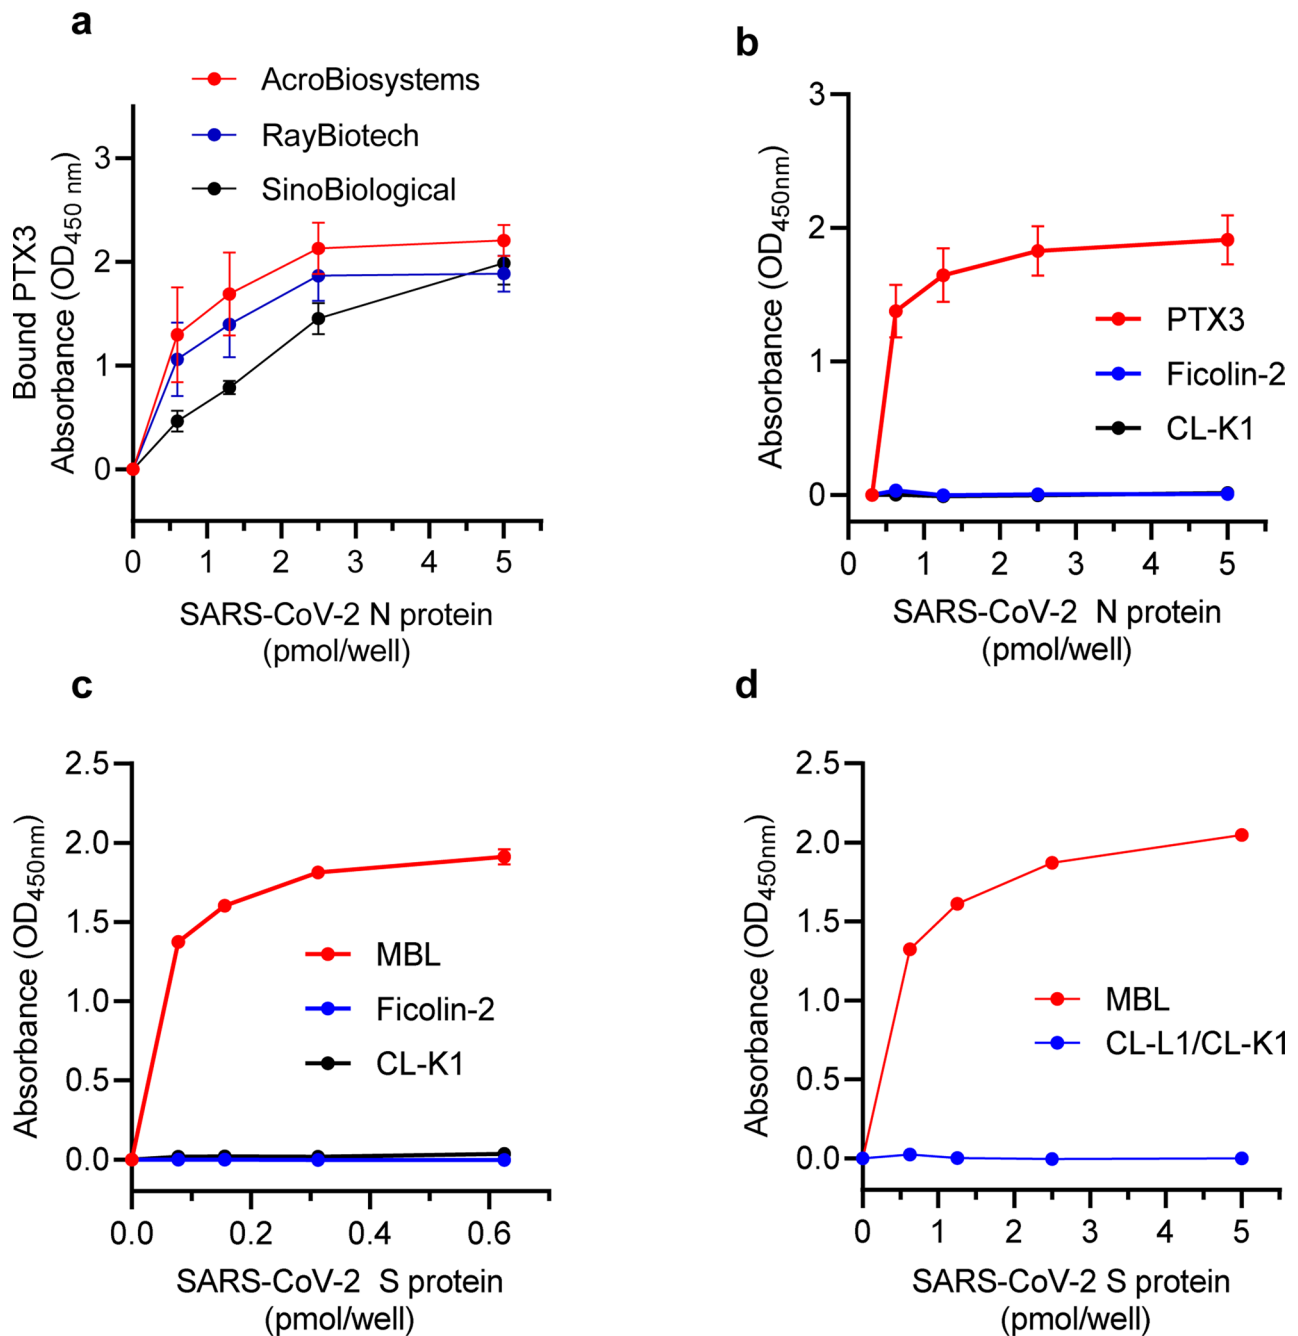 a
AcroBiosystems
RayBiotech
SinoBiological
Bound PTX3
Absorbance (OD450 nm)
3
2
1
0
0 1 2 3 4 5
SARS-CoV-2 N protein
(pmol/well)
b
Absorbance (OD450nm)
3
2
1
0
PTX3
Ficolin-2
CL-K1
0 1 2 3 4 5
SARS-CoV-2 N protein
(pmol/well)
c
Absorbance (OD450nm)
2.5
2.0
1.5
1.0
0.5
0.0
MBL
Ficolin-2
CL-K1
0.0 0.2 0.4 0.6
SARS-CoV-2 S protein
(pmol/well)
d
Absorbance (OD450nm)
2.5
2.0
1.5
1.0
0.5
0.0
MBL
CL-L1/CL-K1
0 1 2 3 4 5
SARS-CoV-2 S protein
(pmol/well)